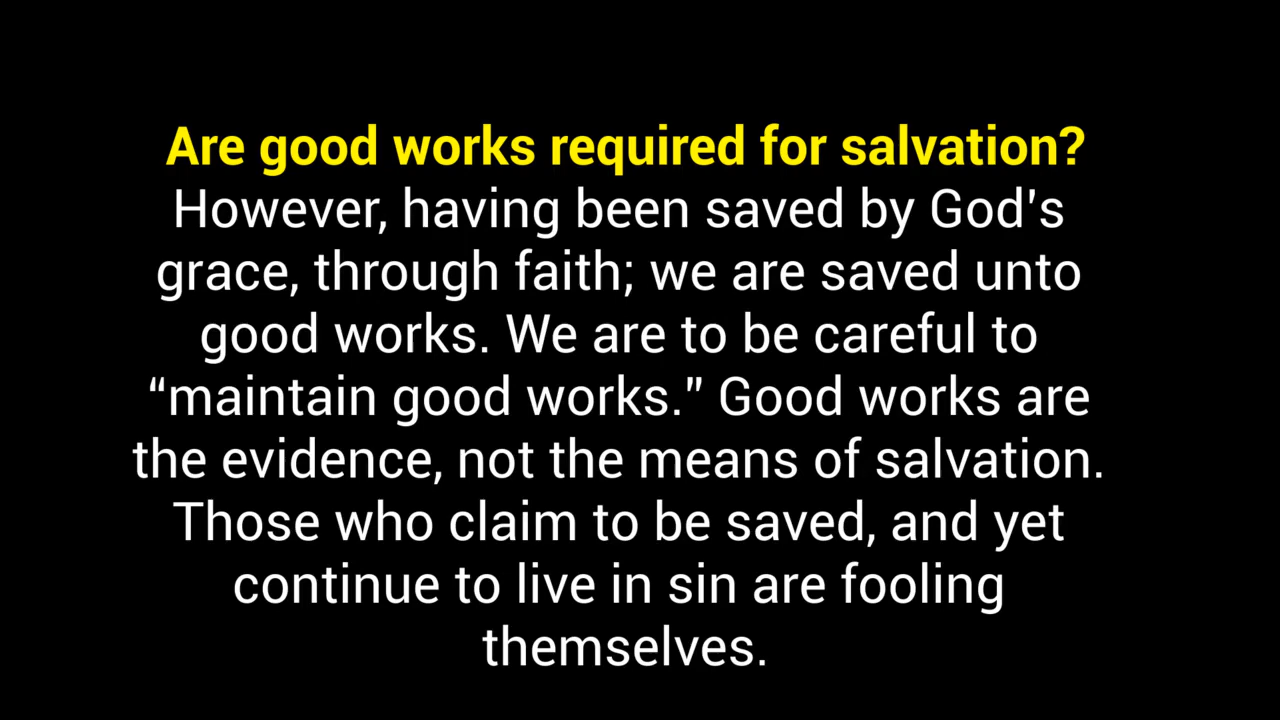 Are good works required for salvation?
However, having been saved by God's
grace, through faith; we are saved unto
good works. We are to be careful to
“maintain good works.” Good works are
the evidence, not the means of salvation.
Those who claim to be saved, and yet
continue to live in sin are fooling
themselves.